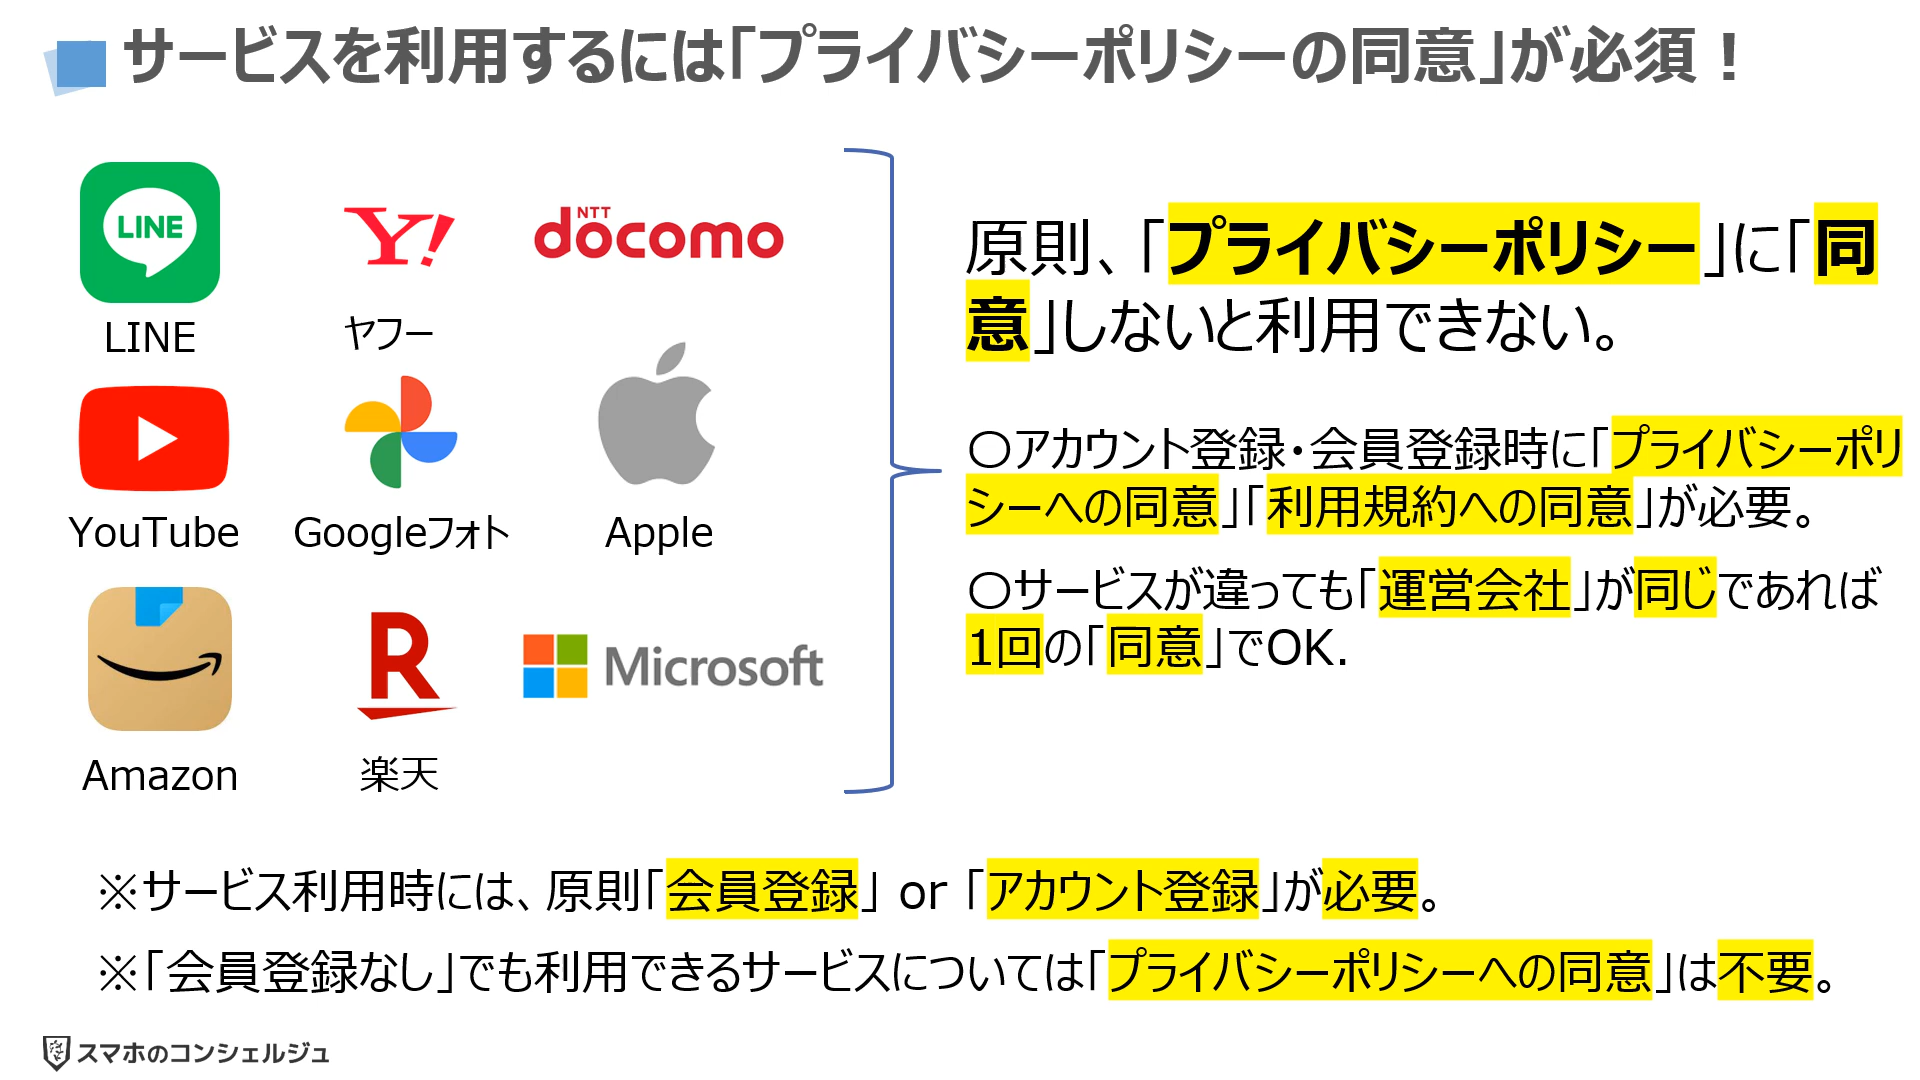 サービスを利用するには「プライバシーポリシーの同意」が必須！
LINE
LINE
Y!
ヤフー
NTT
docomo
YouTube
Googleフォト
Apple
Amazon
R
楽天
Microsoft
原則、「プライバシーポリシー」に「同
意」しないと利用できない。
〇アカウント登録・会員登録時に「プライバシーポリ
シーへの同意」「利用規約への同意」が必要。
〇サービスが違っても「運営会社」が同じであれば
1回の「同意」でOK.
※サービス利用時には、原則「会員登録」 or 「アカウント登録」が必要。
※「会員登録なし」でも利用できるサービスについては「プライバシーポリシーへの同意」は不要。
スマホのコンシェルジュ